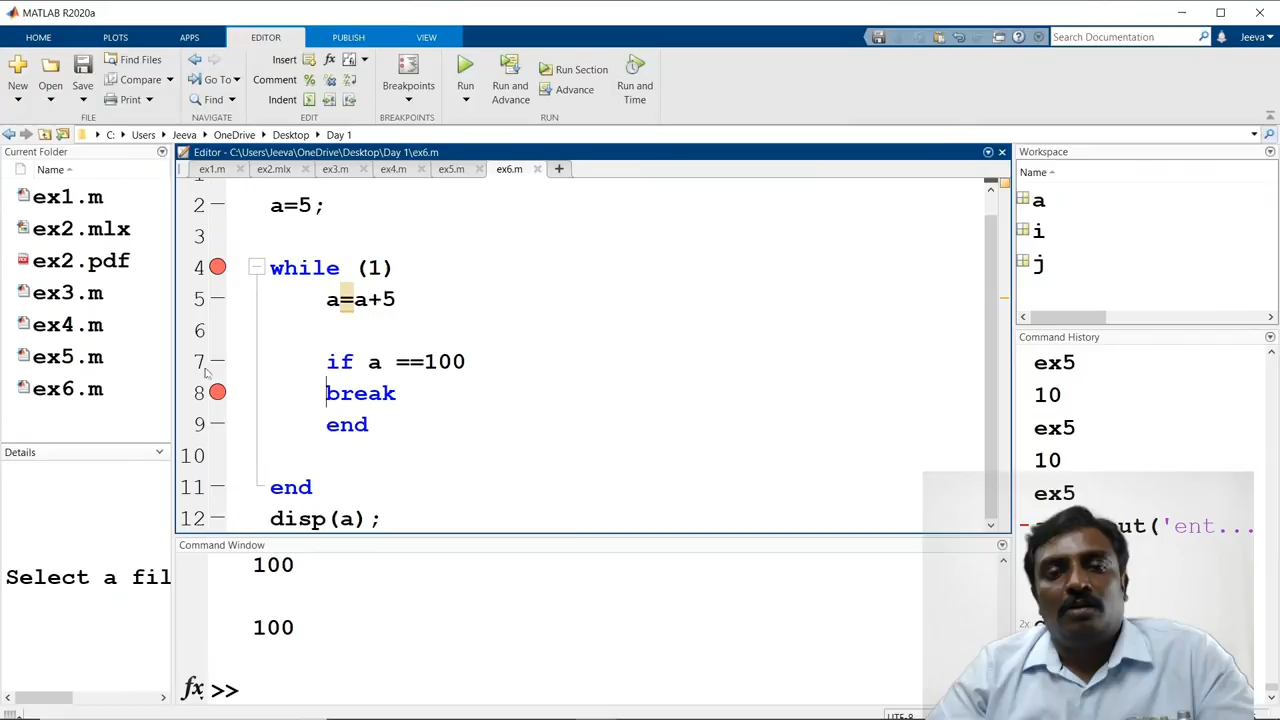 MATLAB R2020a
HOME PLOTS APPS EDITOR PUBLISH VIEW Search Documentation Jeeva
New Open Save Find Files Compare Print Go To Find Insert fx Comment % Indent Breakpoints Run Run and Advance Run Section Advance Run and Time
FILE NAVIGATE EDIT BREAKPOINTS RUN
C: Users Jeeva OneDrive Desktop Day 1
Current Folder
Name
ex1.m
ex2.mlx
ex2.pdf
ex3.m
ex4.m
ex5.m
ex6.m
Details
Select a fil
Editor - C:\Users\Jeeva\OneDrive\Desktop\Day 1\ex6.m
ex1.m ex2.mlx ex3.m ex4.m ex5.m ex6.m +
2 a=5;
3
4 while (1)
5 a=a+5
6
7 if a ==100
8 break
9 end
10
11 end
12 disp(a);
Command Window
100
100
fx >>
Workspace
Name
a
i
j
Command History
ex5
10
ex5
10
ex5
ut('ent...
2x